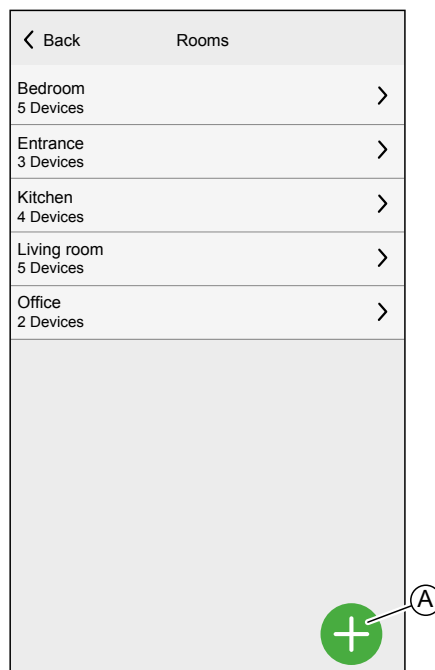 Back Rooms
Bedroom
5 Devices
Entrance
3 Devices
Kitchen
4 Devices
Living room
5 Devices
Office
2 Devices
A